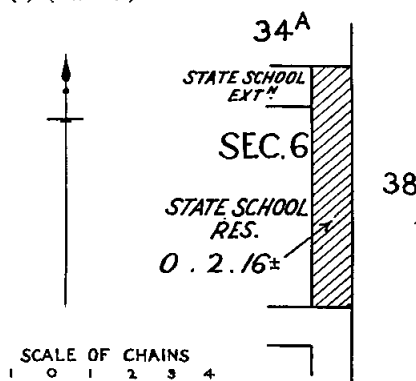 34ᴬ
STATE SCHOOL
EXTᴺ
SEC. 6
38
STATE SCHOOL
RES.
0 . 2 . 16±
SCALE OF CHAINS
1 0 1 2 3 4